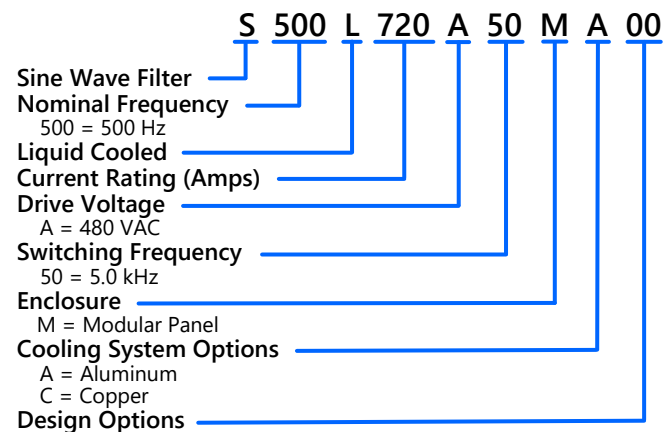 S 500 L 720 A 50 M A 00
Sine Wave Filter
Nominal Frequency
500 = 500 Hz
Liquid Cooled
Current Rating (Amps)
Drive Voltage
A = 480 VAC
Switching Frequency
50 = 5.0 kHz
Enclosure
M = Modular Panel
Cooling System Options
A = Aluminum
C = Copper
Design Options